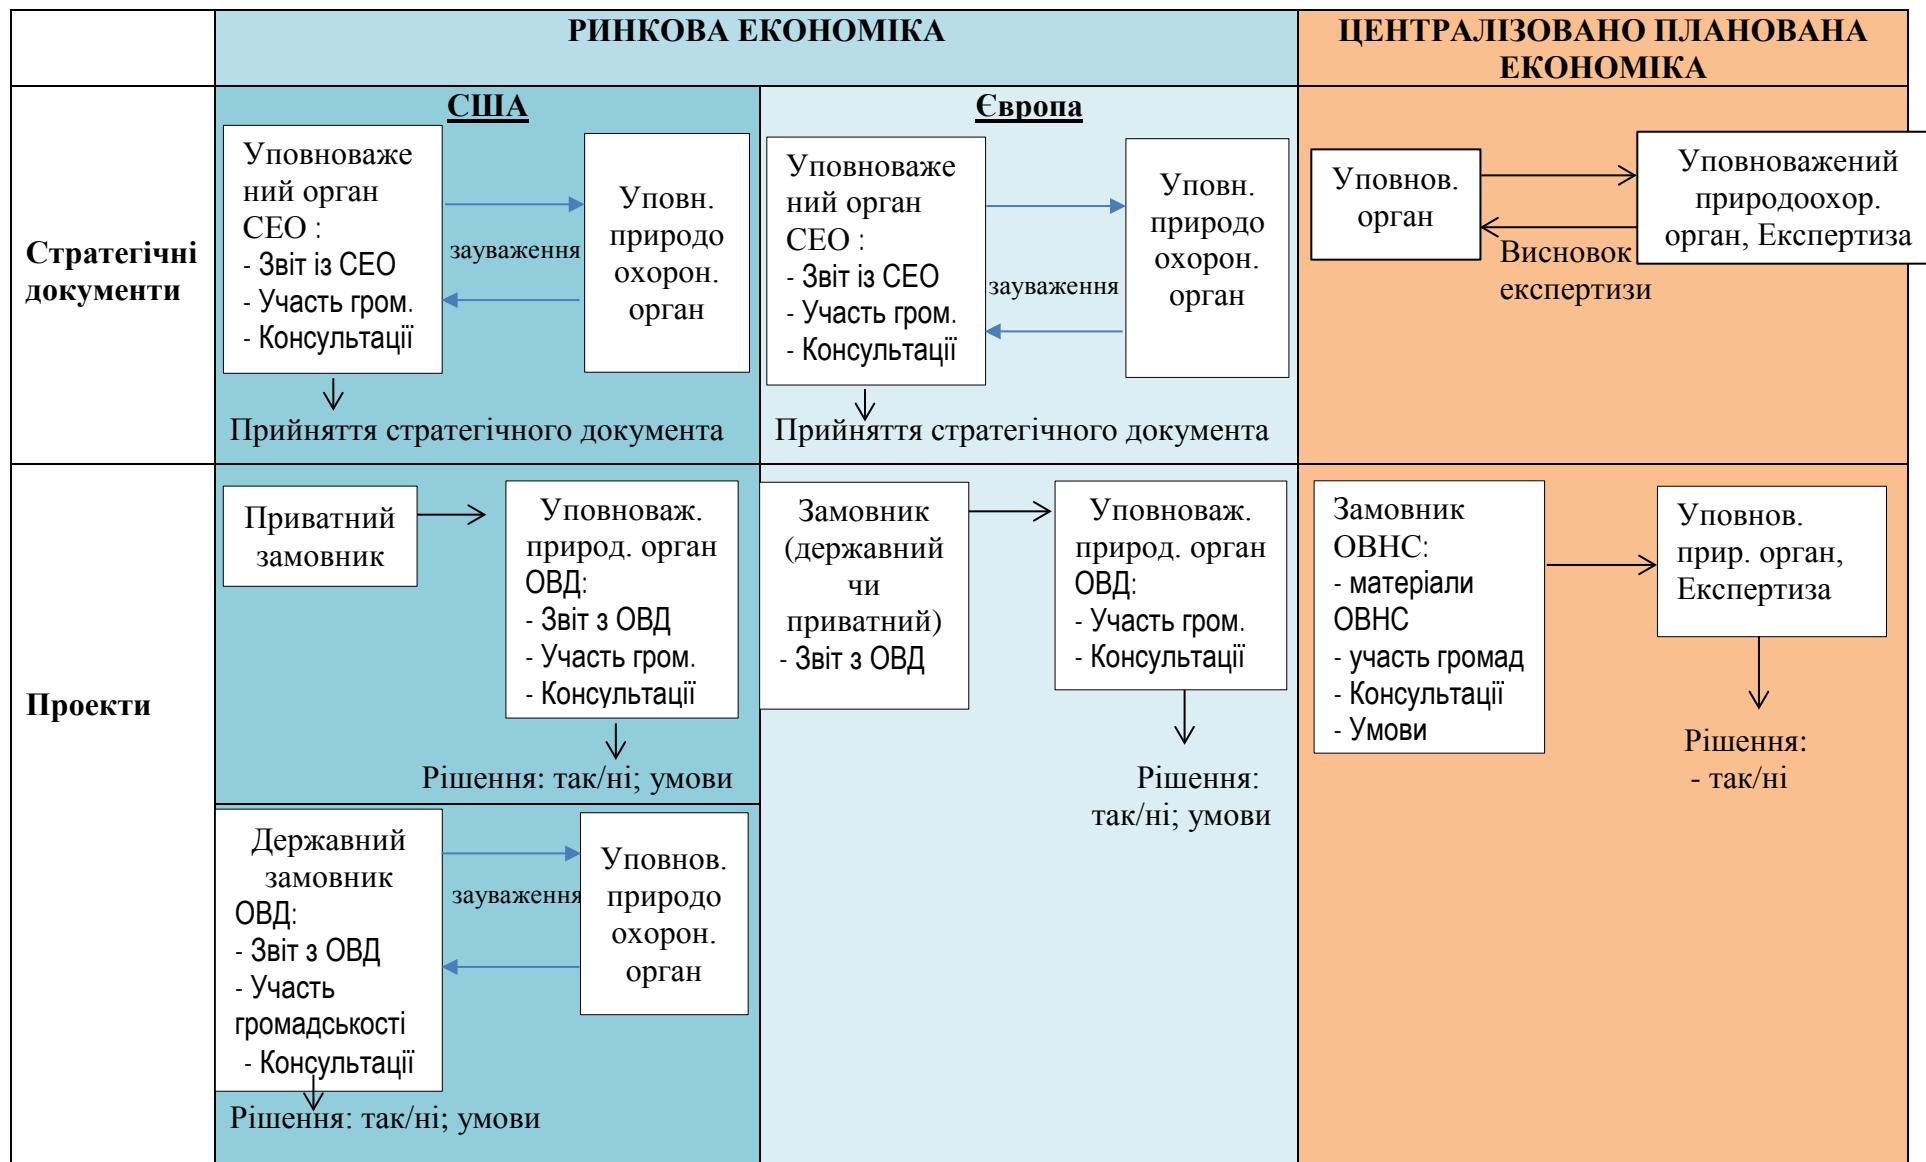 РИНКОВА ЕКОНОМІКА
ЦЕНТРАЛІЗОВАНО ПЛАНОВАНА
ЕКОНОМІКА
Стратегічні
документи
США
Уповноваже
ений орган
СЕО :
- Звіт із СЕО
- Участь гром.
- Консультації
зауваження
Уповн.
природо
охорон.
орган
Прийняття стратегічного документа
Європа
Уповноваже
ний орган
СЕО :
- Звіт із СЕО
- Участь гром.
- Консультації
зауваження
Уповн.
природо
охорон.
орган
Прийняття стратегічного документа
Уповнов.
орган
Уповноважений
природоохор.
орган, Експертиза
Висновок
експертизи
Проекти
Приватний
замовник
Уповноваж.
природ. орган
ОВД:
- Звіт з ОВД
- Участь гром.
- Консультації
Рішення: так/ні; умови
Державний
замовник
ОВД:
- Звіт з ОВД
- Участь
громадськості
- Консультації
зауваження
Уповнов.
природо
охорон.
орган
Рішення: так/ні; умови
Замовник
(державний
чи
приватний)
- Звіт з ОВД
Уповноваж.
природ. орган
ОВД:
- Участь гром.
- Консультації
Рішення:
так/ні; умови
Замовник
ОВНС:
- матеріали
ОВНС
- участь громад
- Консультації
- Умови
Уповнов.
прир. орган,
Експертиза
Рішення:
- так/ні